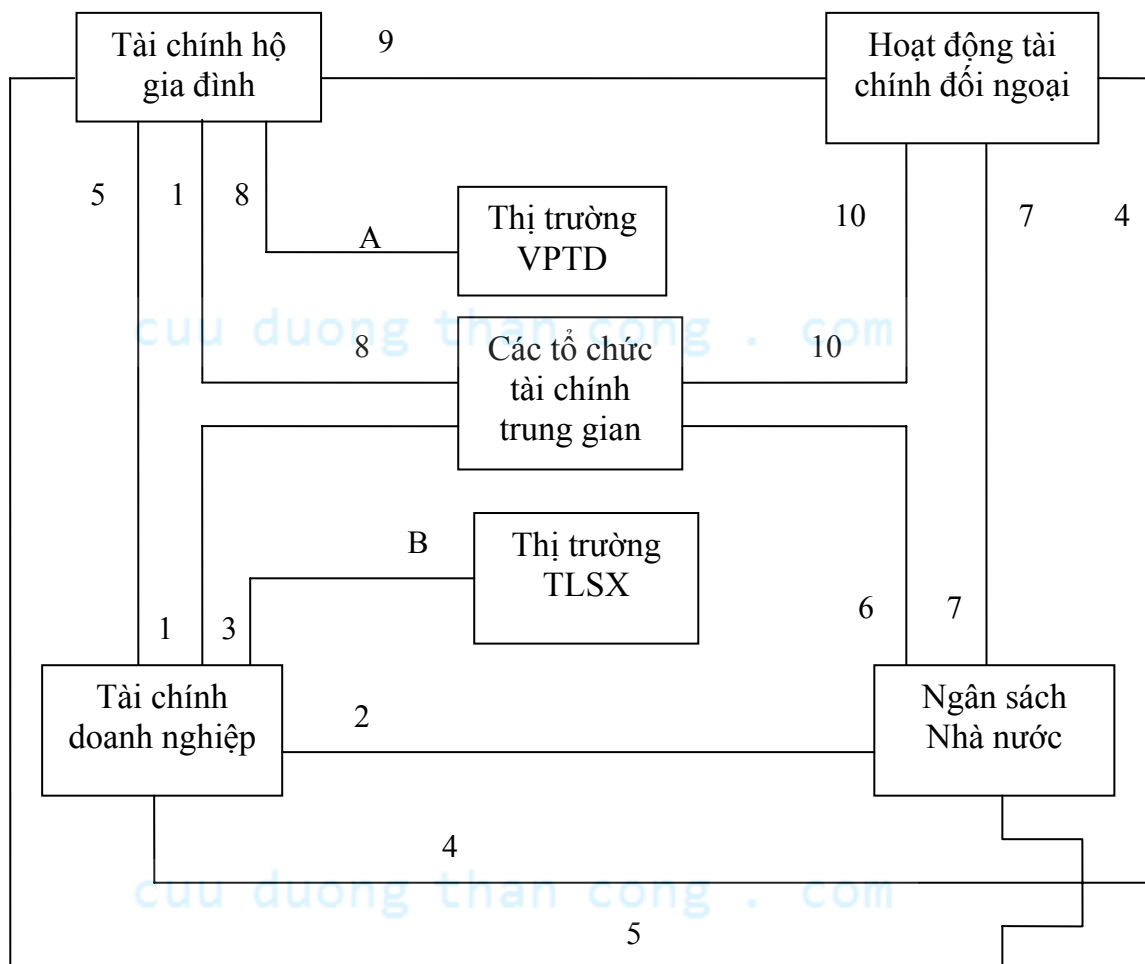 Tài chính hộ
gia đình
9
Hoạt động tài
chính đối ngoại
5
1
8
Thị trường
VPTD
A
10
7
4
cuu duong than cong . com
8
Các tổ chức
tài chính
trung gian
10
B
Thị trường
TLSX
6
7
1
3
Tài chính
doanh nghiệp
2
Ngân sách
Nhà nước
4
cuu duong than cong . com
5